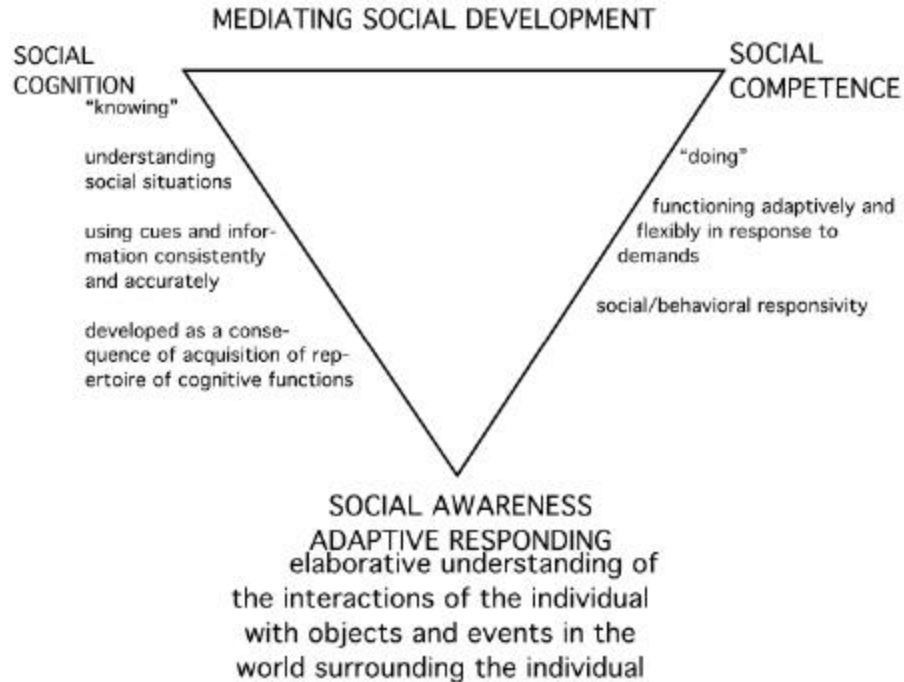 MEDIATING SOCIAL DEVELOPMENT
SOCIAL
COGNITION
"knowing"
understanding
social situations
using cues and infor-
mation consistently
and accurately
developed as a conse-
quence of acquisition of rep-
ertoire of cognitive functions
SOCIAL
COMPETENCE
"doing"
functioning adaptively and
flexibly in response to
demands
social/behavioral responsivity
SOCIAL AWARENESS
ADAPTIVE RESPONDING
elaborative understanding of
the interactions of the individual
with objects and events in the
world surrounding the individual